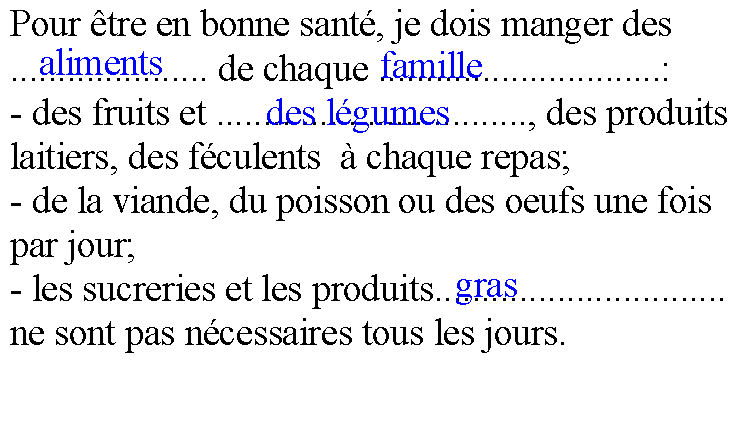 Pour être en bonne santé, je dois manger des
aliments de chaque famille :
- des fruits et des légumes, des produits
laitiers, des féculents à chaque repas;
- de la viande, du poisson ou des oeufs une fois
par jour;
- les sucreries et les produits gras
ne sont pas nécessaires tous les jours.